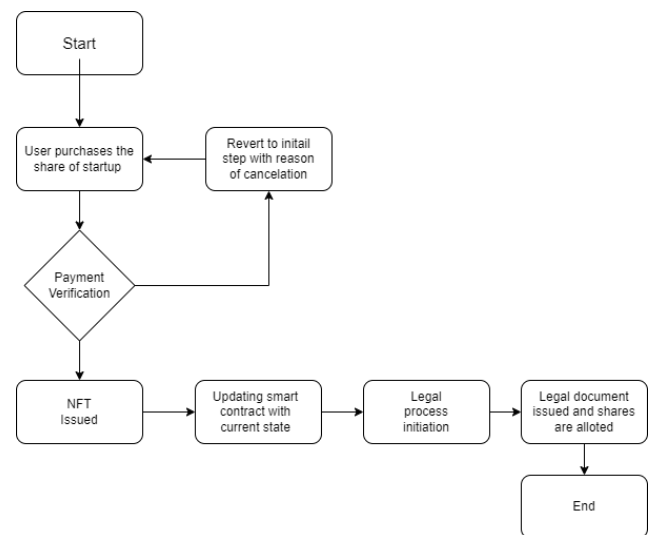 Start
User purchases the
share of startup
Revert to initail
step with reason
of cancelation
Payment
Verification
NFT
Issued
Updating smart
contract with
current state
Legal
process
initiation
Legal document
issued and shares
are alloted
End